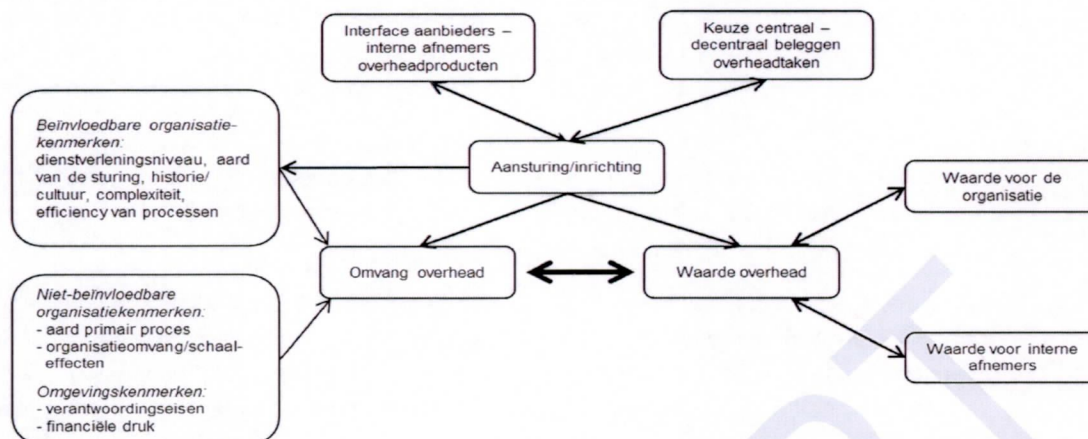 Interface aanbieders –
interne afnemers
overheadproducten
Keuze centraal –
decentraal beleggen
overheadtaken
Beïnvloedbare organisatie-
kenmerken:
dienstverleningsniveau, aard
van de sturing, historie/
cultuur, complexiteit,
efficiency van processen
Aansturing/inrichting
Waarde voor de
organisatie
Omvang overhead
Waarde overhead
Niet-beïnvloedbare
organisatiekenmerken:
- aard primair proces
- organisatieomvang/schaal-
effecten
Omgevingskenmerken:
- verantwoordingseisen
- financiële druk
Waarde voor interne
afnemers